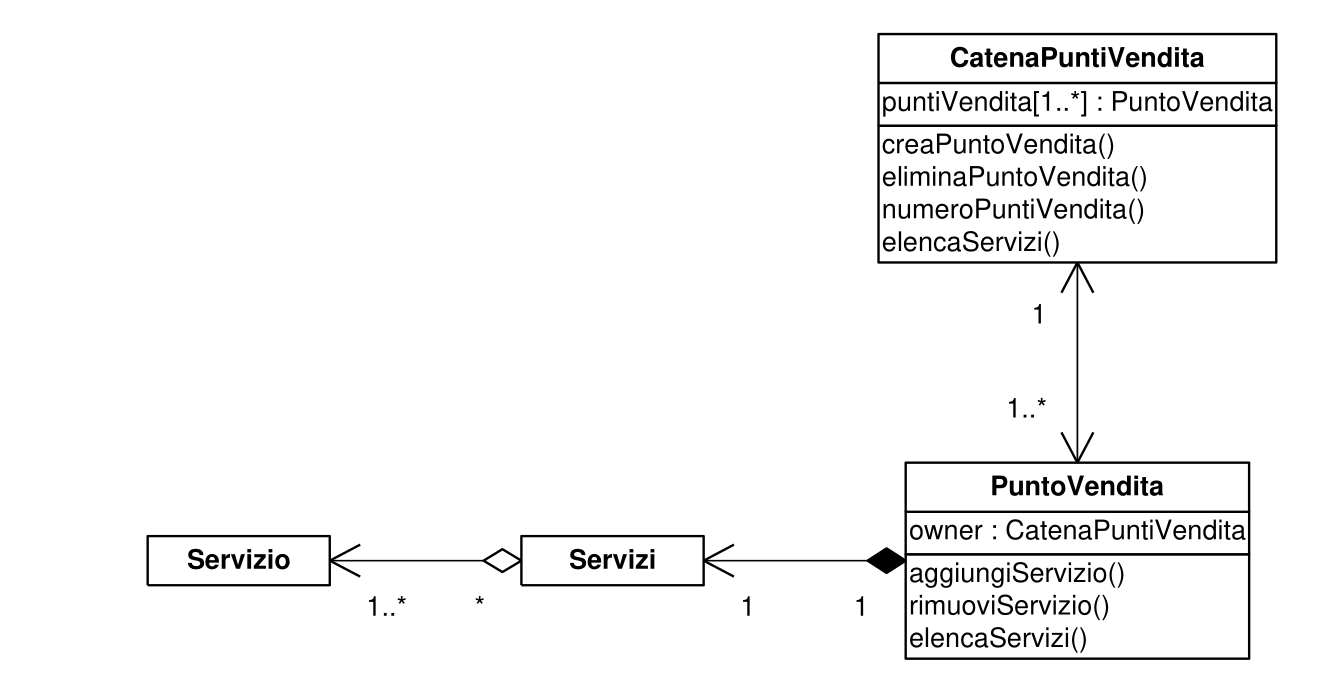 CatenaPuntiVendita
puntiVendita[1..*] : PuntoVendita
creaPuntoVendita()
eliminaPuntoVendita()
numeroPuntiVendita()
elencaServizi()
1
1..*
PuntoVendita
owner : CatenaPuntiVendita
aggiungiServizio()
rimuoviServizio()
elencaServizi()
Servizio
Servizi
1..*
*
1
1